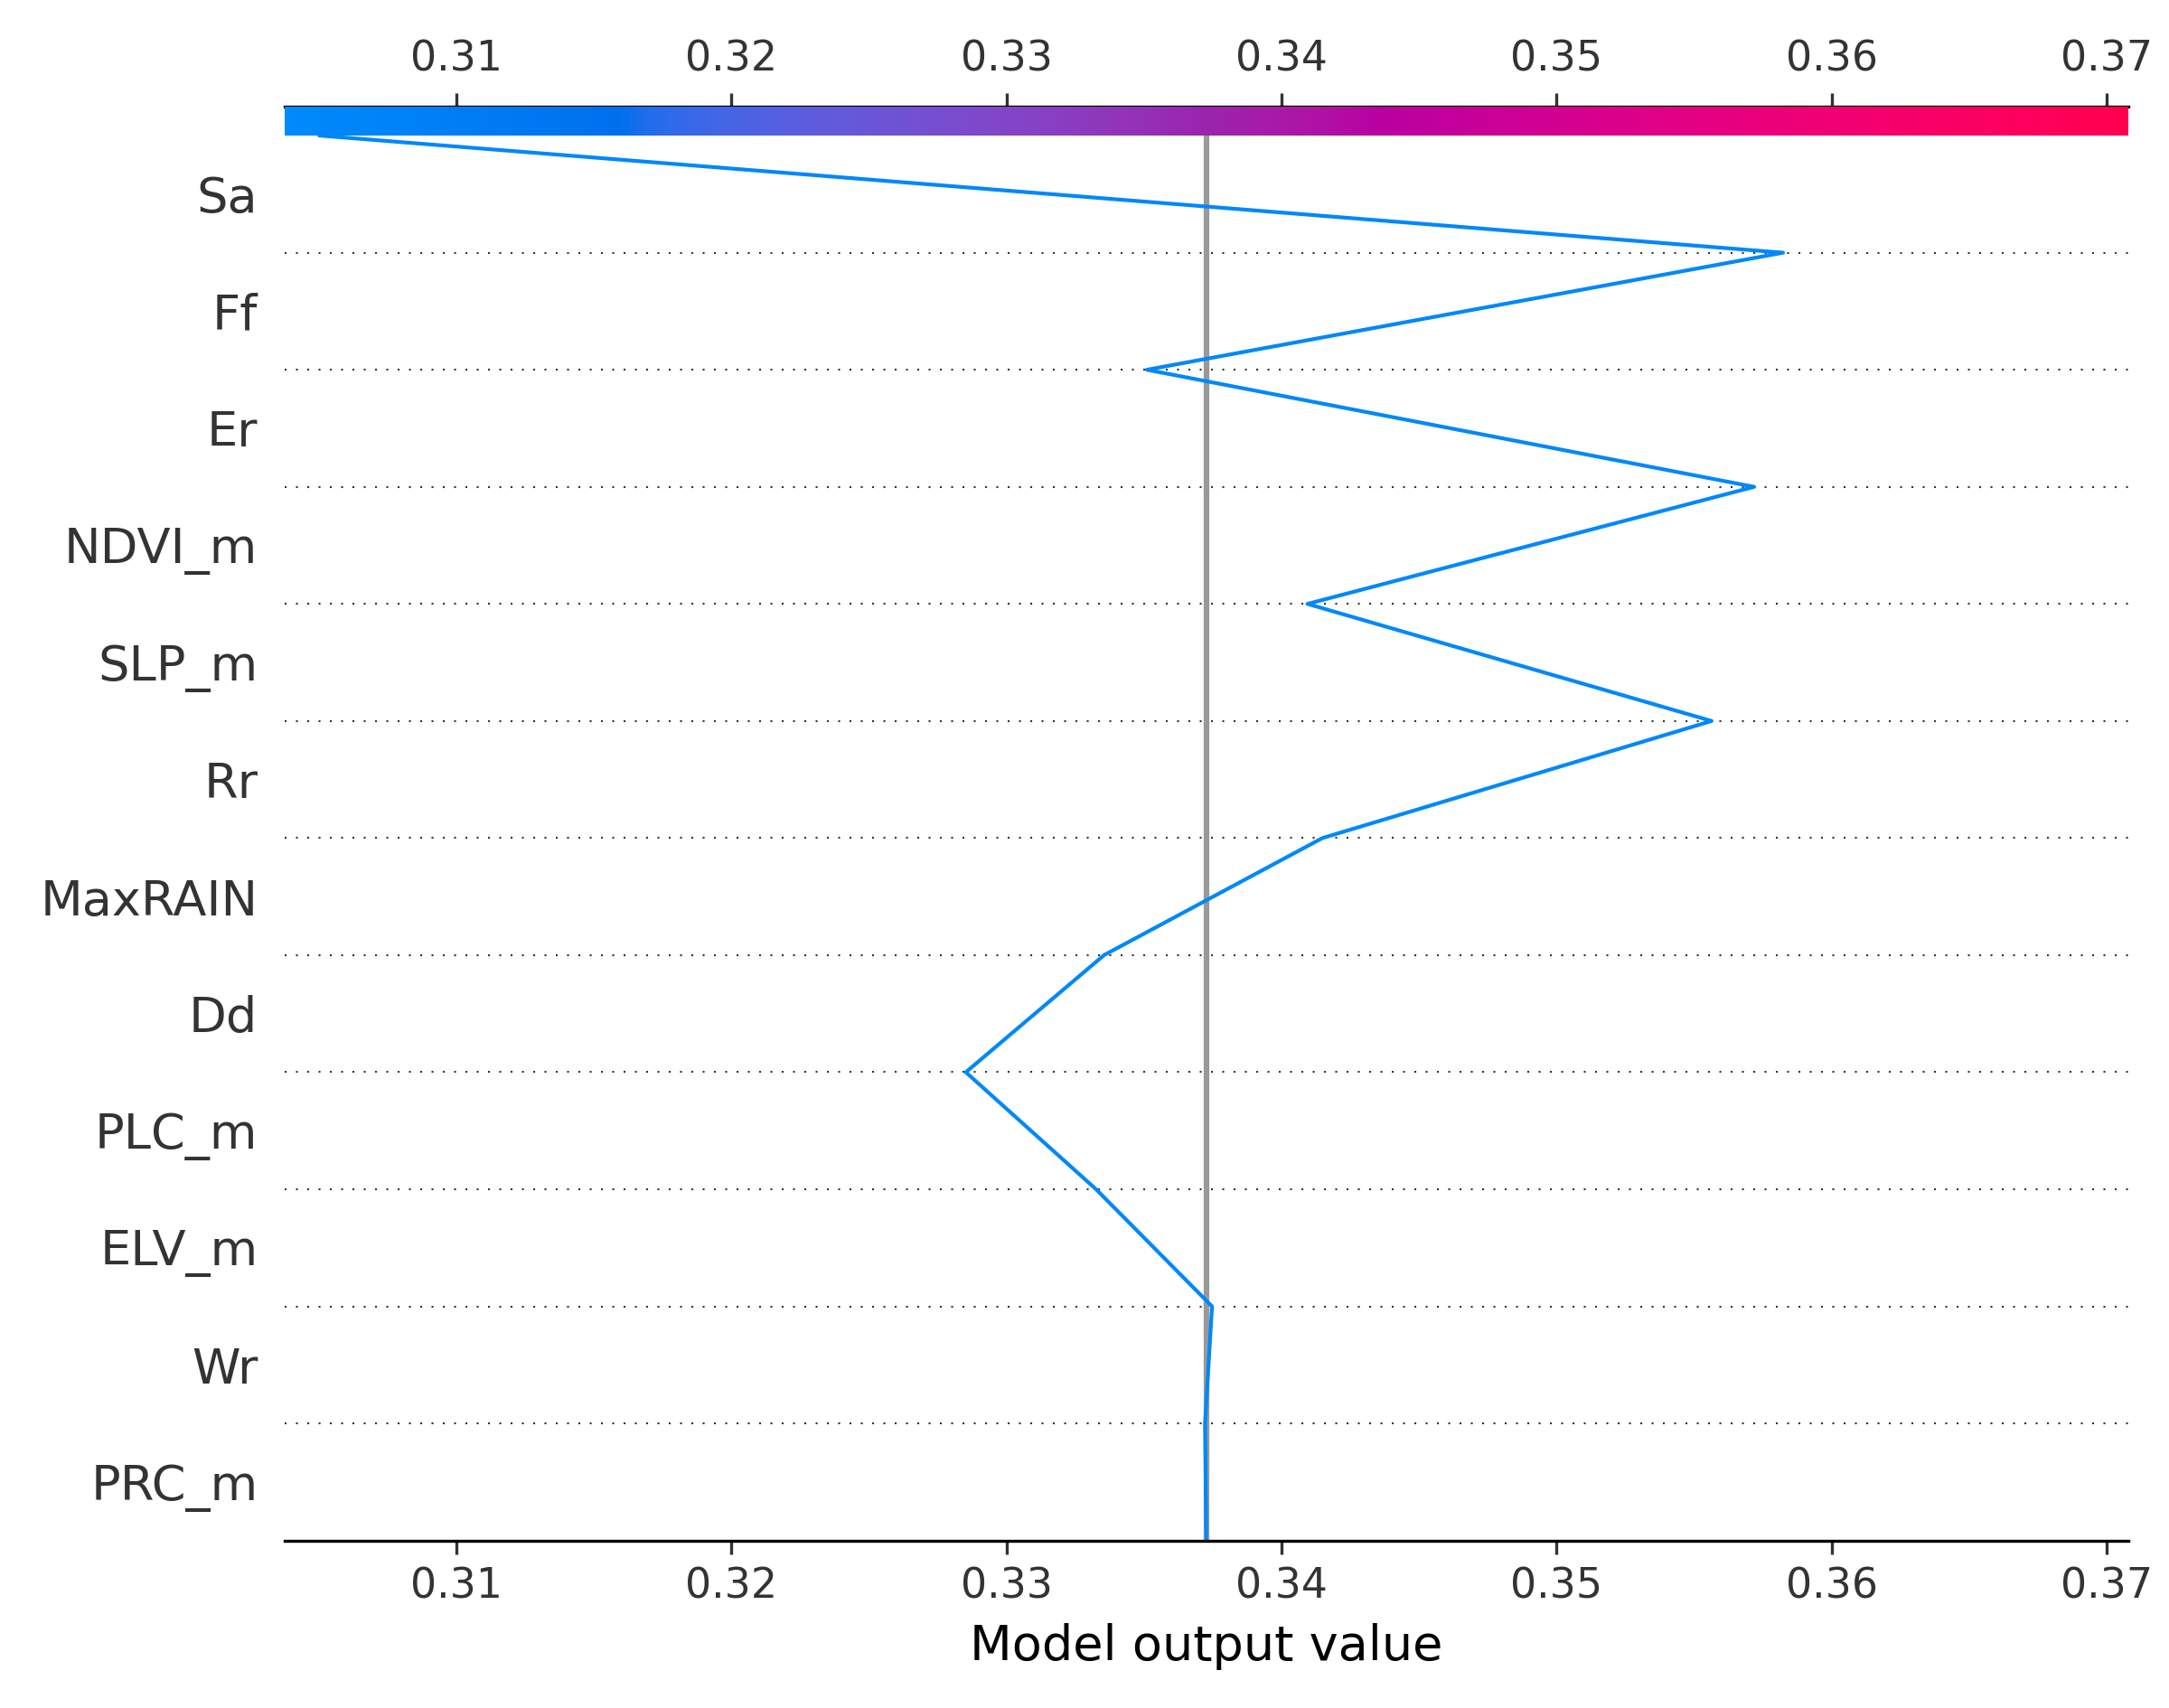 0.31 0.32 0.33 0.34 0.35 0.36 0.37
Sa
Ff
Er
NDVI_m
SLP_m
Rr
MaxRAIN
Dd
PLC_m
ELV_m
Wr
PRC_m
0.31 0.32 0.33 0.34 0.35 0.36 0.37
Model output value